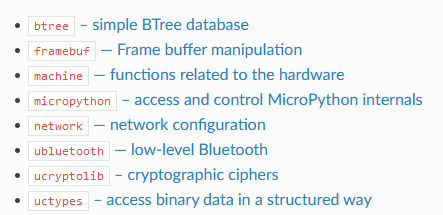 btree – simple BTree database
framebuf — Frame buffer manipulation
machine — functions related to the hardware
micropython – access and control MicroPython internals
network — network configuration
ubluetooth — low-level Bluetooth
ucryptolib – cryptographic ciphers
uctypes – access binary data in a structured way